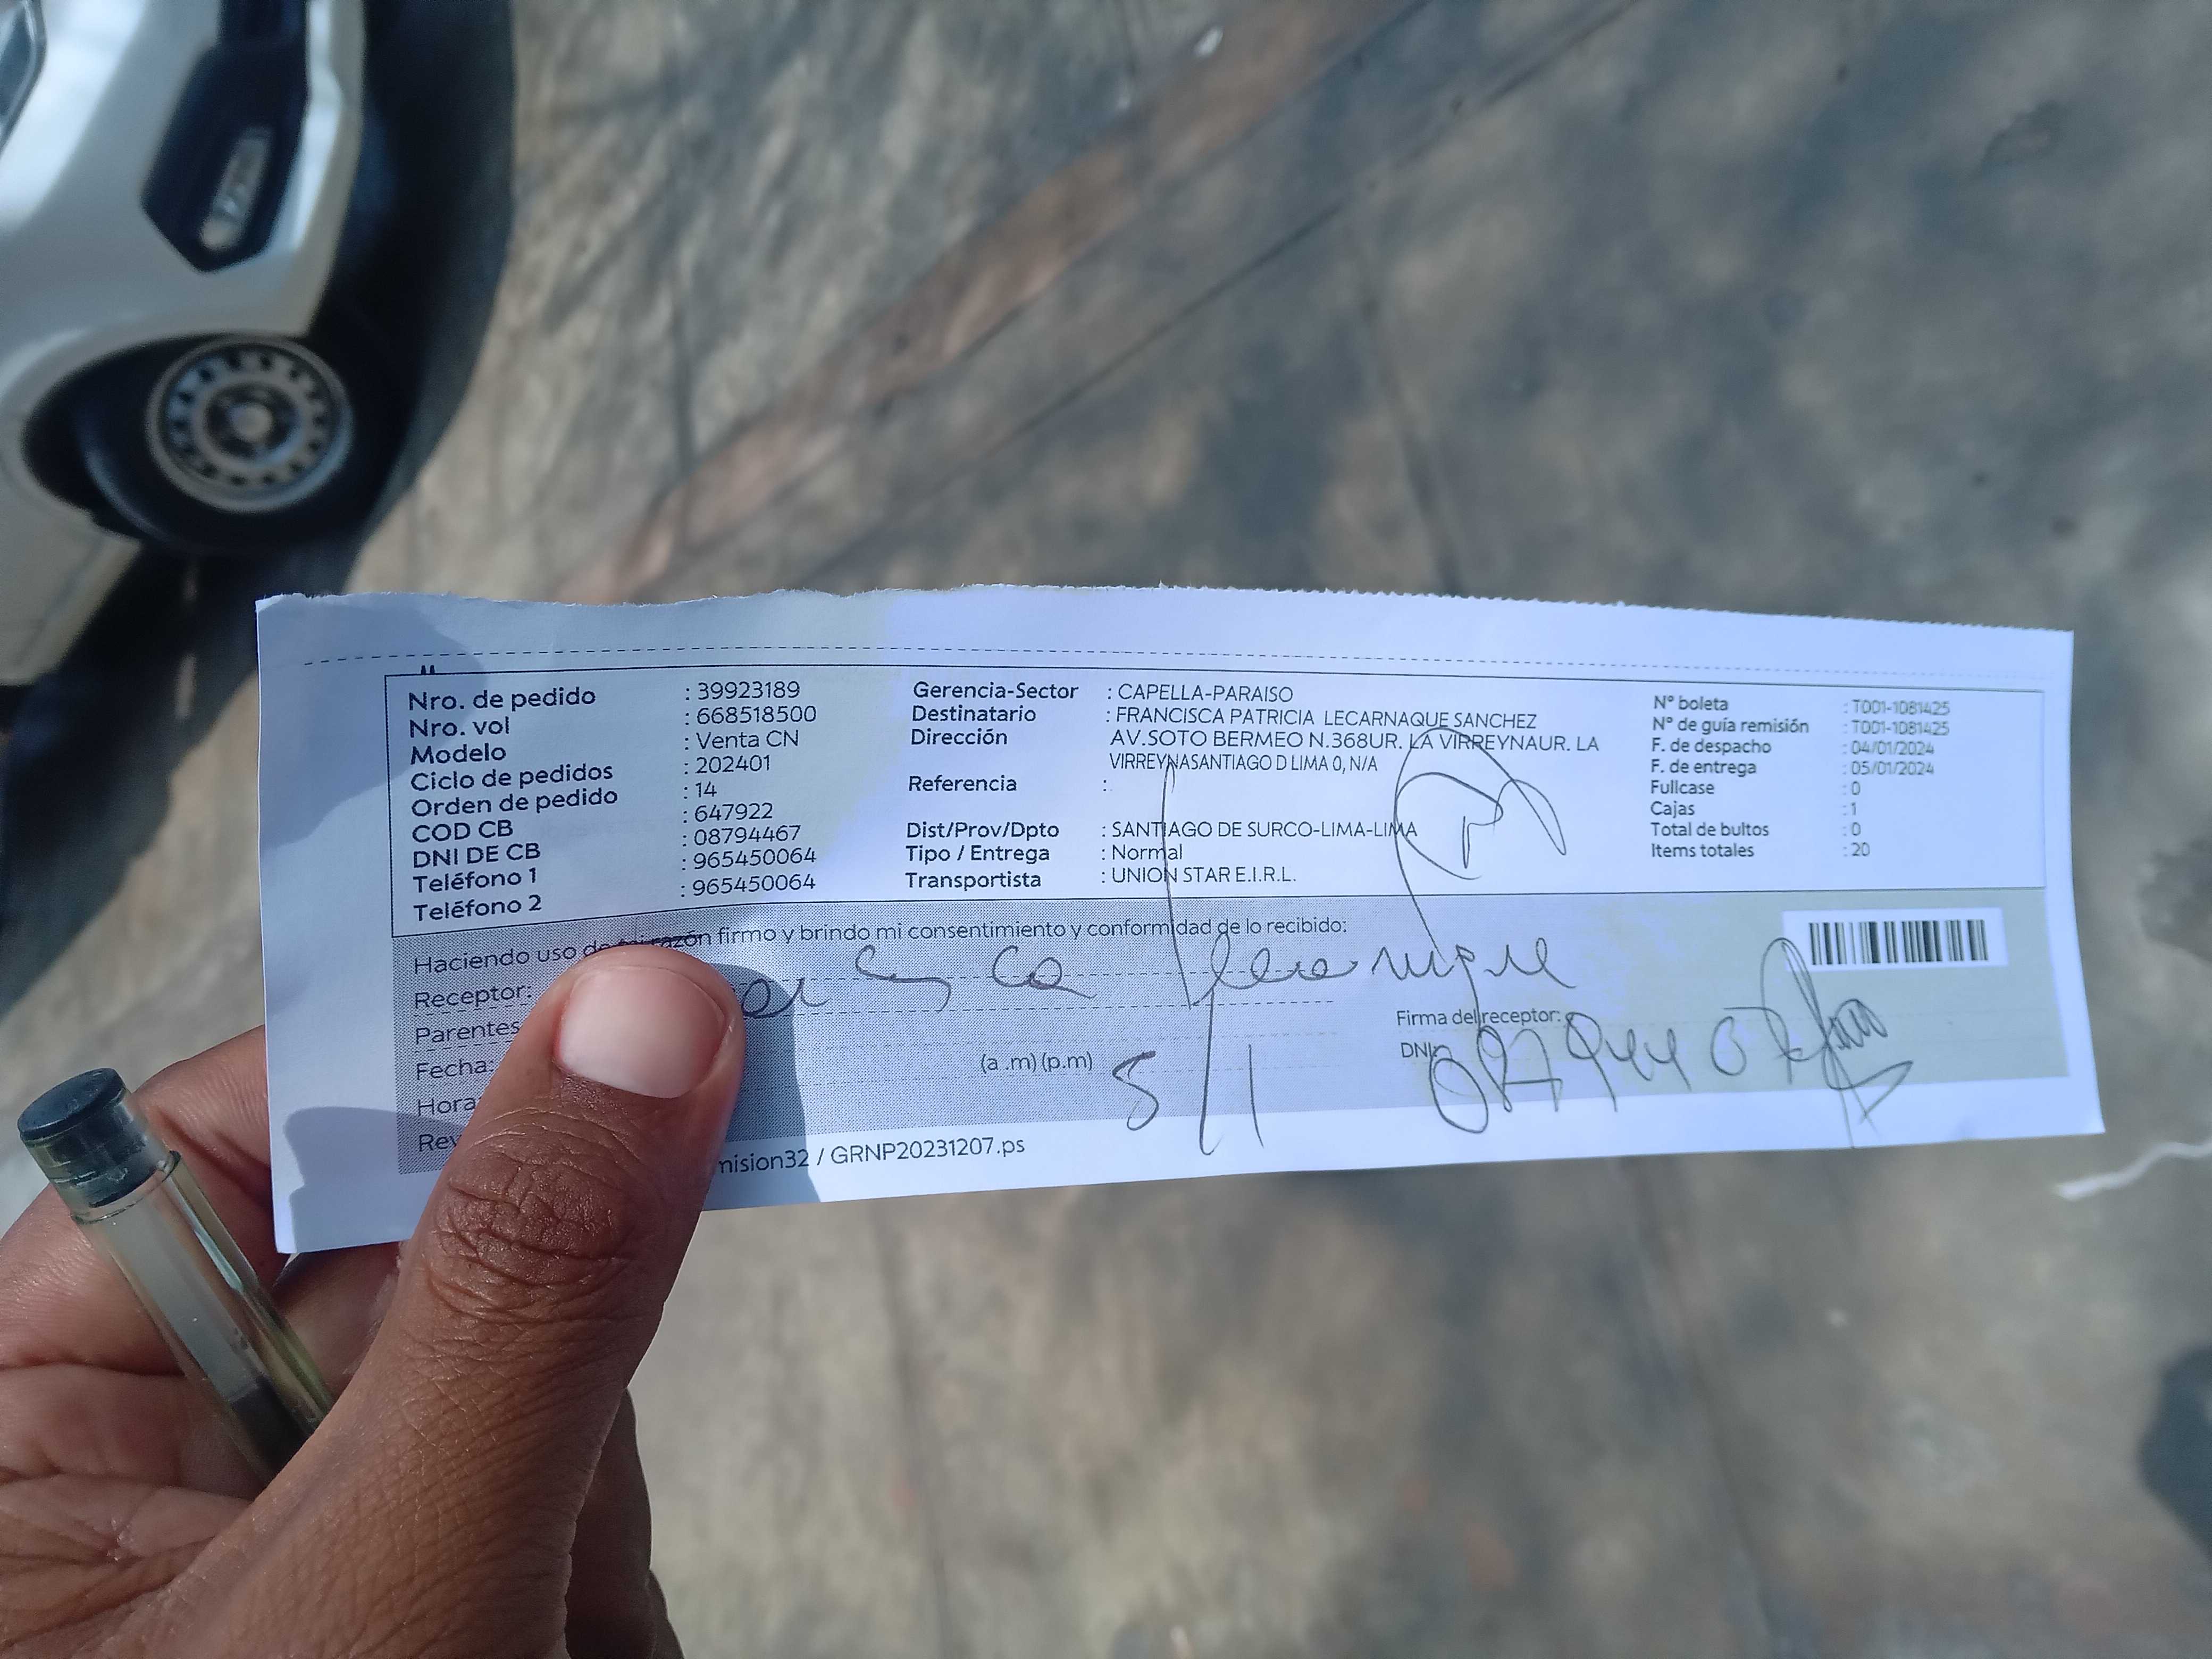 Nro. de pedido : 39923189
Nro. vol : 668518500
Modelo : Venta CN
Ciclo de pedidos : 202401
Orden de pedido : 14
COD CB : 647922
DNI DE CB : 08794467
Teléfono 1 : 965450064
Teléfono 2 : 965450064
Gerencia-Sector : CAPELLA-PARAISO
Destinatario : FRANCISCA PATRICIA LECARNAQUE SANCHEZ
Dirección AV.SOTO BERMEO N.368UR. LA VIRREYNAUR. LA
VIRREYNASANTIAGO D LIMA 0, N/A
Referencia :
Dist/Prov/Dpto : SANTIAGO DE SURCO-LIMA-LIMA
Tipo / Entrega : Normal
Transportista : UNION STAR E.I.R.L.
N° boleta : T001-1081425
N° de guía remisión : T001-1081425
F. de despacho : 04/01/2024
F. de entrega : 05/01/2024
Fullcase : 0
Cajas : 1
Total de bultos : 0
Items totales : 20
Haciendo uso de mi razón firmo y brindo mi consentimiento y conformidad de lo recibido:
Receptor:
Parentes
Fecha:
Hora
(a .m) (p.m)
Rev
5/1
Firma del receptor:
DNI:
mision32 / GRNP20231207.ps